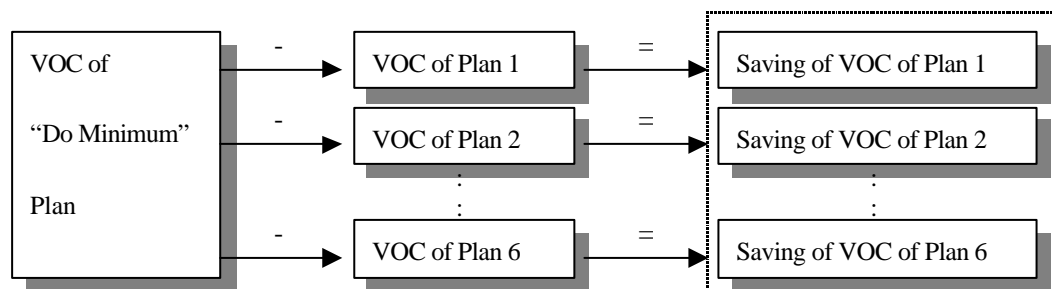 VOC of
“Do Minimum”
Plan
- VOC of Plan 1 = Saving of VOC of Plan 1
- VOC of Plan 2 = Saving of VOC of Plan 2
: : :
: : :
- VOC of Plan 6 = Saving of VOC of Plan 6